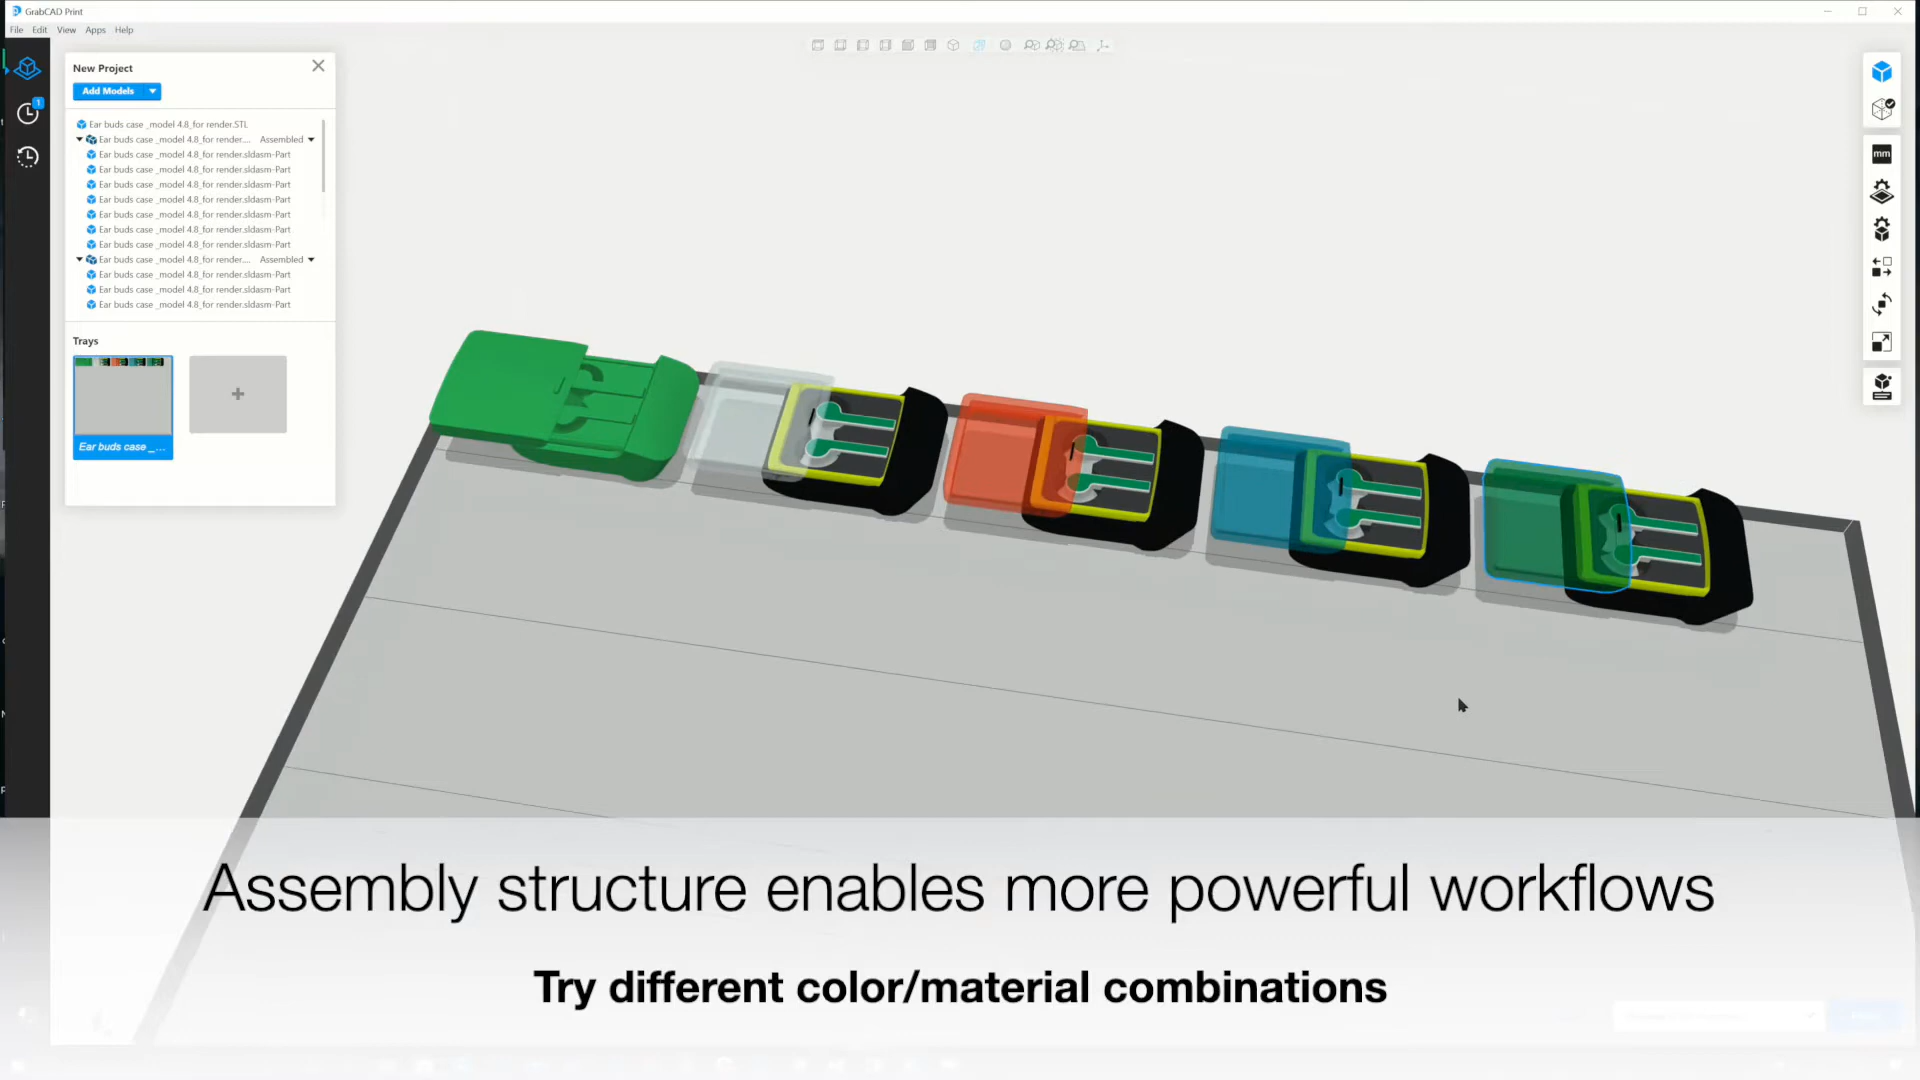 GrabCAD Print
File Edit View Apps Help
New Project
Add Models
Ear buds case _model 4.8_for render.STL
Ear buds case _model 4.8_for render.... Assembled
Ear buds case _model 4.8_for render.sldasm-Part
Ear buds case _model 4.8_for render.sldasm-Part
Ear buds case _model 4.8_for render.sldasm-Part
Ear buds case _model 4.8_for render.sldasm-Part
Ear buds case _model 4.8_for render.sldasm-Part
Ear buds case _model 4.8_for render.sldasm-Part
Ear buds case _model 4.8_for render.sldasm-Part
Ear buds case _model 4.8_for render.... Assembled
Ear buds case _model 4.8_for render.sldasm-Part
Ear buds case _model 4.8_for render.sldasm-Part
Ear buds case _model 4.8_for render.sldasm-Part
Trays
Ear buds case _...
1
mm
Assembly structure enables more powerful workflows
Try different color/material combinations